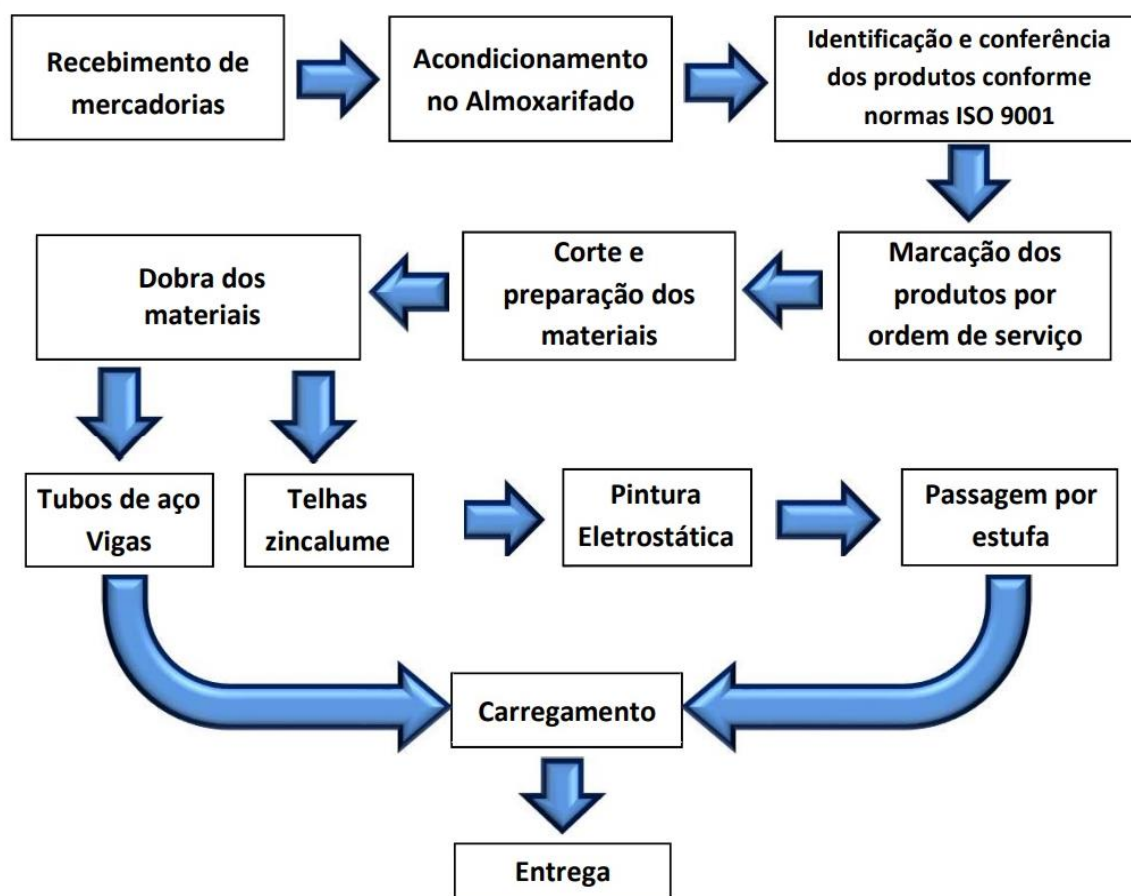 Recebimento de
mercadorias
Acondicionamento
no Almoxarifado
Identificação e conferência
dos produtos conforme
normas ISO 9001
Marcação dos
produtos por
ordem de serviço
Corte e
preparação dos
materiais
Dobra dos
materiais
Tubos de aço
Vigas
Telhas
zincalume
Pintura
Eletrostática
Passagem por
estufa
Carregamento
Entrega